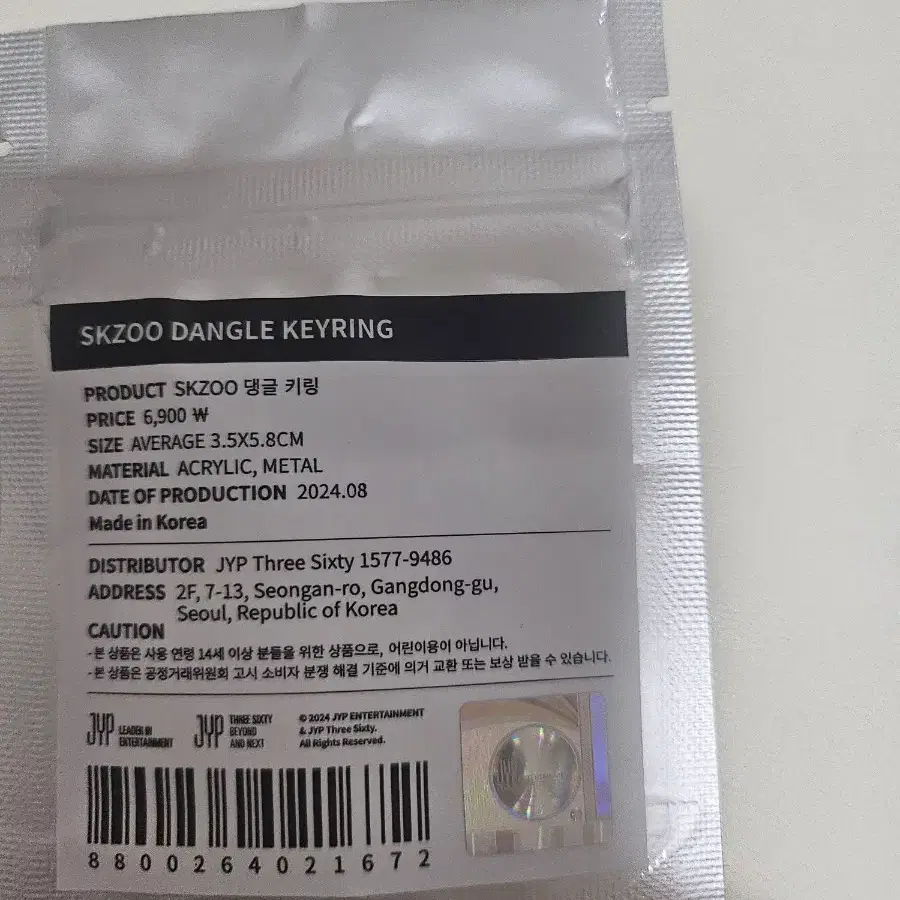 SKZOO DANGLE KEYRING
PRODUCT SKZOO 댕글 키링
PRICE 6,900 ₩
SIZE AVERAGE 3.5X5.8CM
MATERIAL ACRYLIC, METAL
DATE OF PRODUCTION 2024.08
Made in Korea
DISTRIBUTOR JYP Three Sixty 1577-9486
ADDRESS 2F, 7-13, Seongan-ro, Gangdong-gu,
Seoul, Republic of Korea
CAUTION
-본 상품은 사용 연령 14세 이상 분들을 위한 상품으로, 어린이용이 아닙니다.
-본 상품은 공정거래위원회 고시 소비자 분쟁 해결 기준에 의거 교환 또는 보상 받을 수 있습니다.
JYP LEADER IN
ENTERTAINMENT
JYP THREE SIXTY
BEYOND
AND NEXT
© 2024 JYP ENTERTAINMENT
& JYP Three Sixty.
All Rights Reserved.
JYP
8800264021672